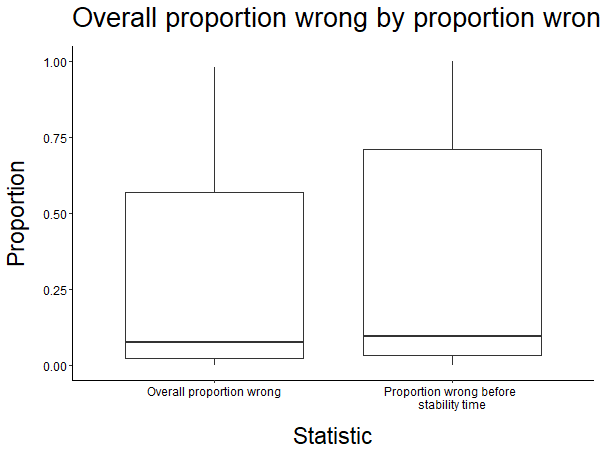 Overall proportion wrong by proportion wron
Proportion
1.00
0.75
0.50
0.25
0.00
Overall proportion wrong
Proportion wrong before
stability time
Statistic